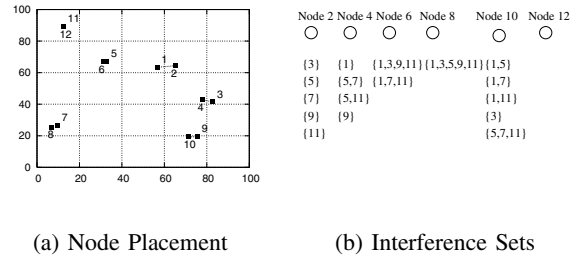 100
80
60
40
20
0
0 20 40 60 80 100
11
12
5
6
1
2
3
4
7
8
9
10
Node 2 Node 4 Node 6 Node 8 Node 10 Node 12
{3} {1} {1,3,9,11} {1,3,5,9,11} {1,5}
{5} {5,7} {1,7,11} {1,7}
{7} {5,11} {1,11}
{9} {9} {3}
{11} {5,7,11}
(a) Node Placement (b) Interference Sets